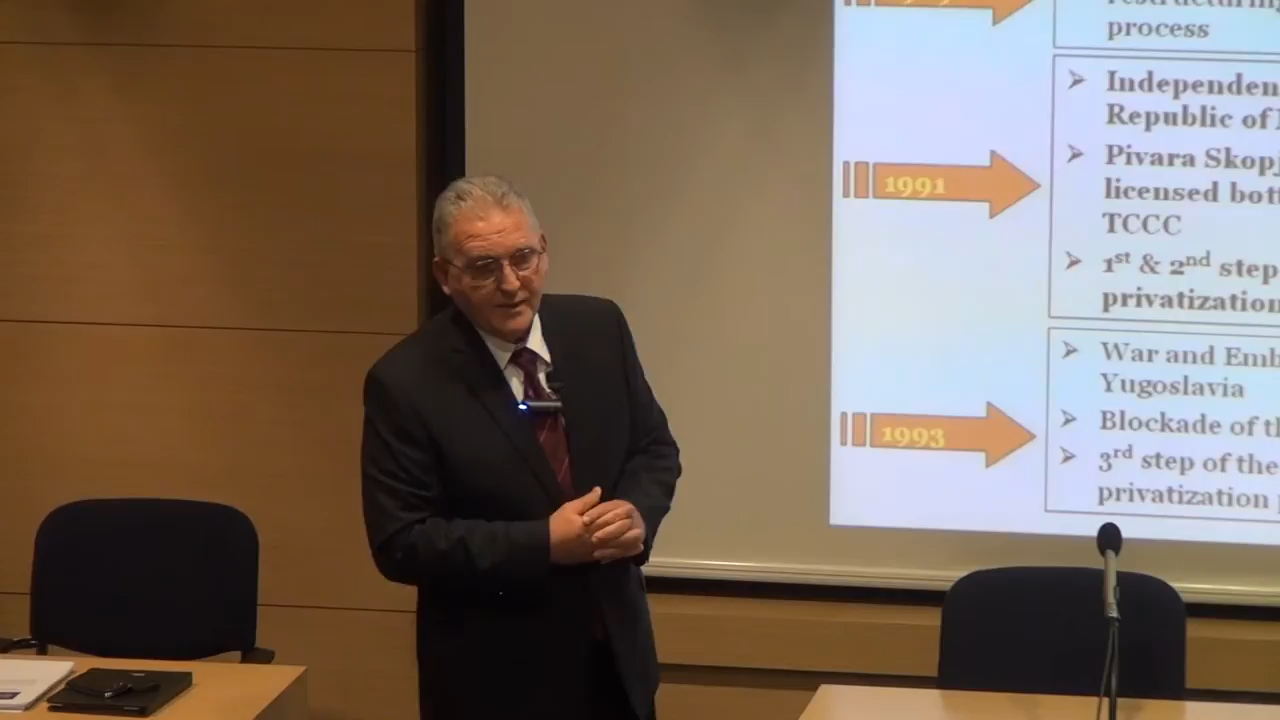 process
1991
Independen
Republic of
Pivara Skopj
licensed bott
TCCC
1st & 2nd step
privatization
1993
War and Emb
Yugoslavia
Blockade of th
3rd step of the
privatization